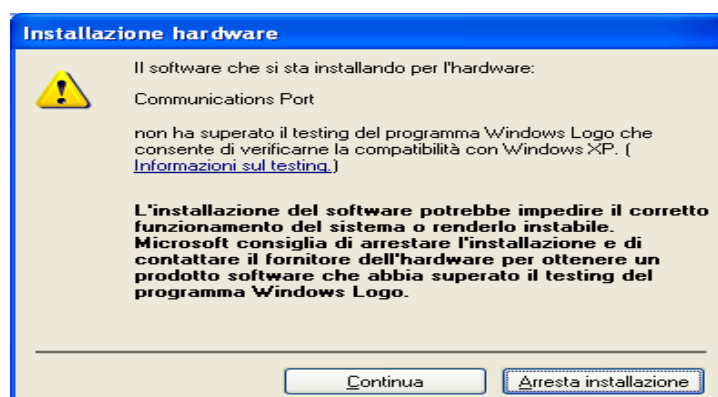 Installazione hardware
Il software che si sta installando per l'hardware:
Communications Port
non ha superato il testing del programma Windows Logo che
consente di verificarne la compatibilità con Windows XP. (
Informazioni sul testing.)
L'installazione del software potrebbe impedire il corretto
funzionamento del sistema o renderlo instabile.
Microsoft consiglia di arrestare l'installazione e di
contattare il fornitore dell'hardware per ottenere un
prodotto software che abbia superato il testing del
programma Windows Logo.
Continua
Arresta installazione